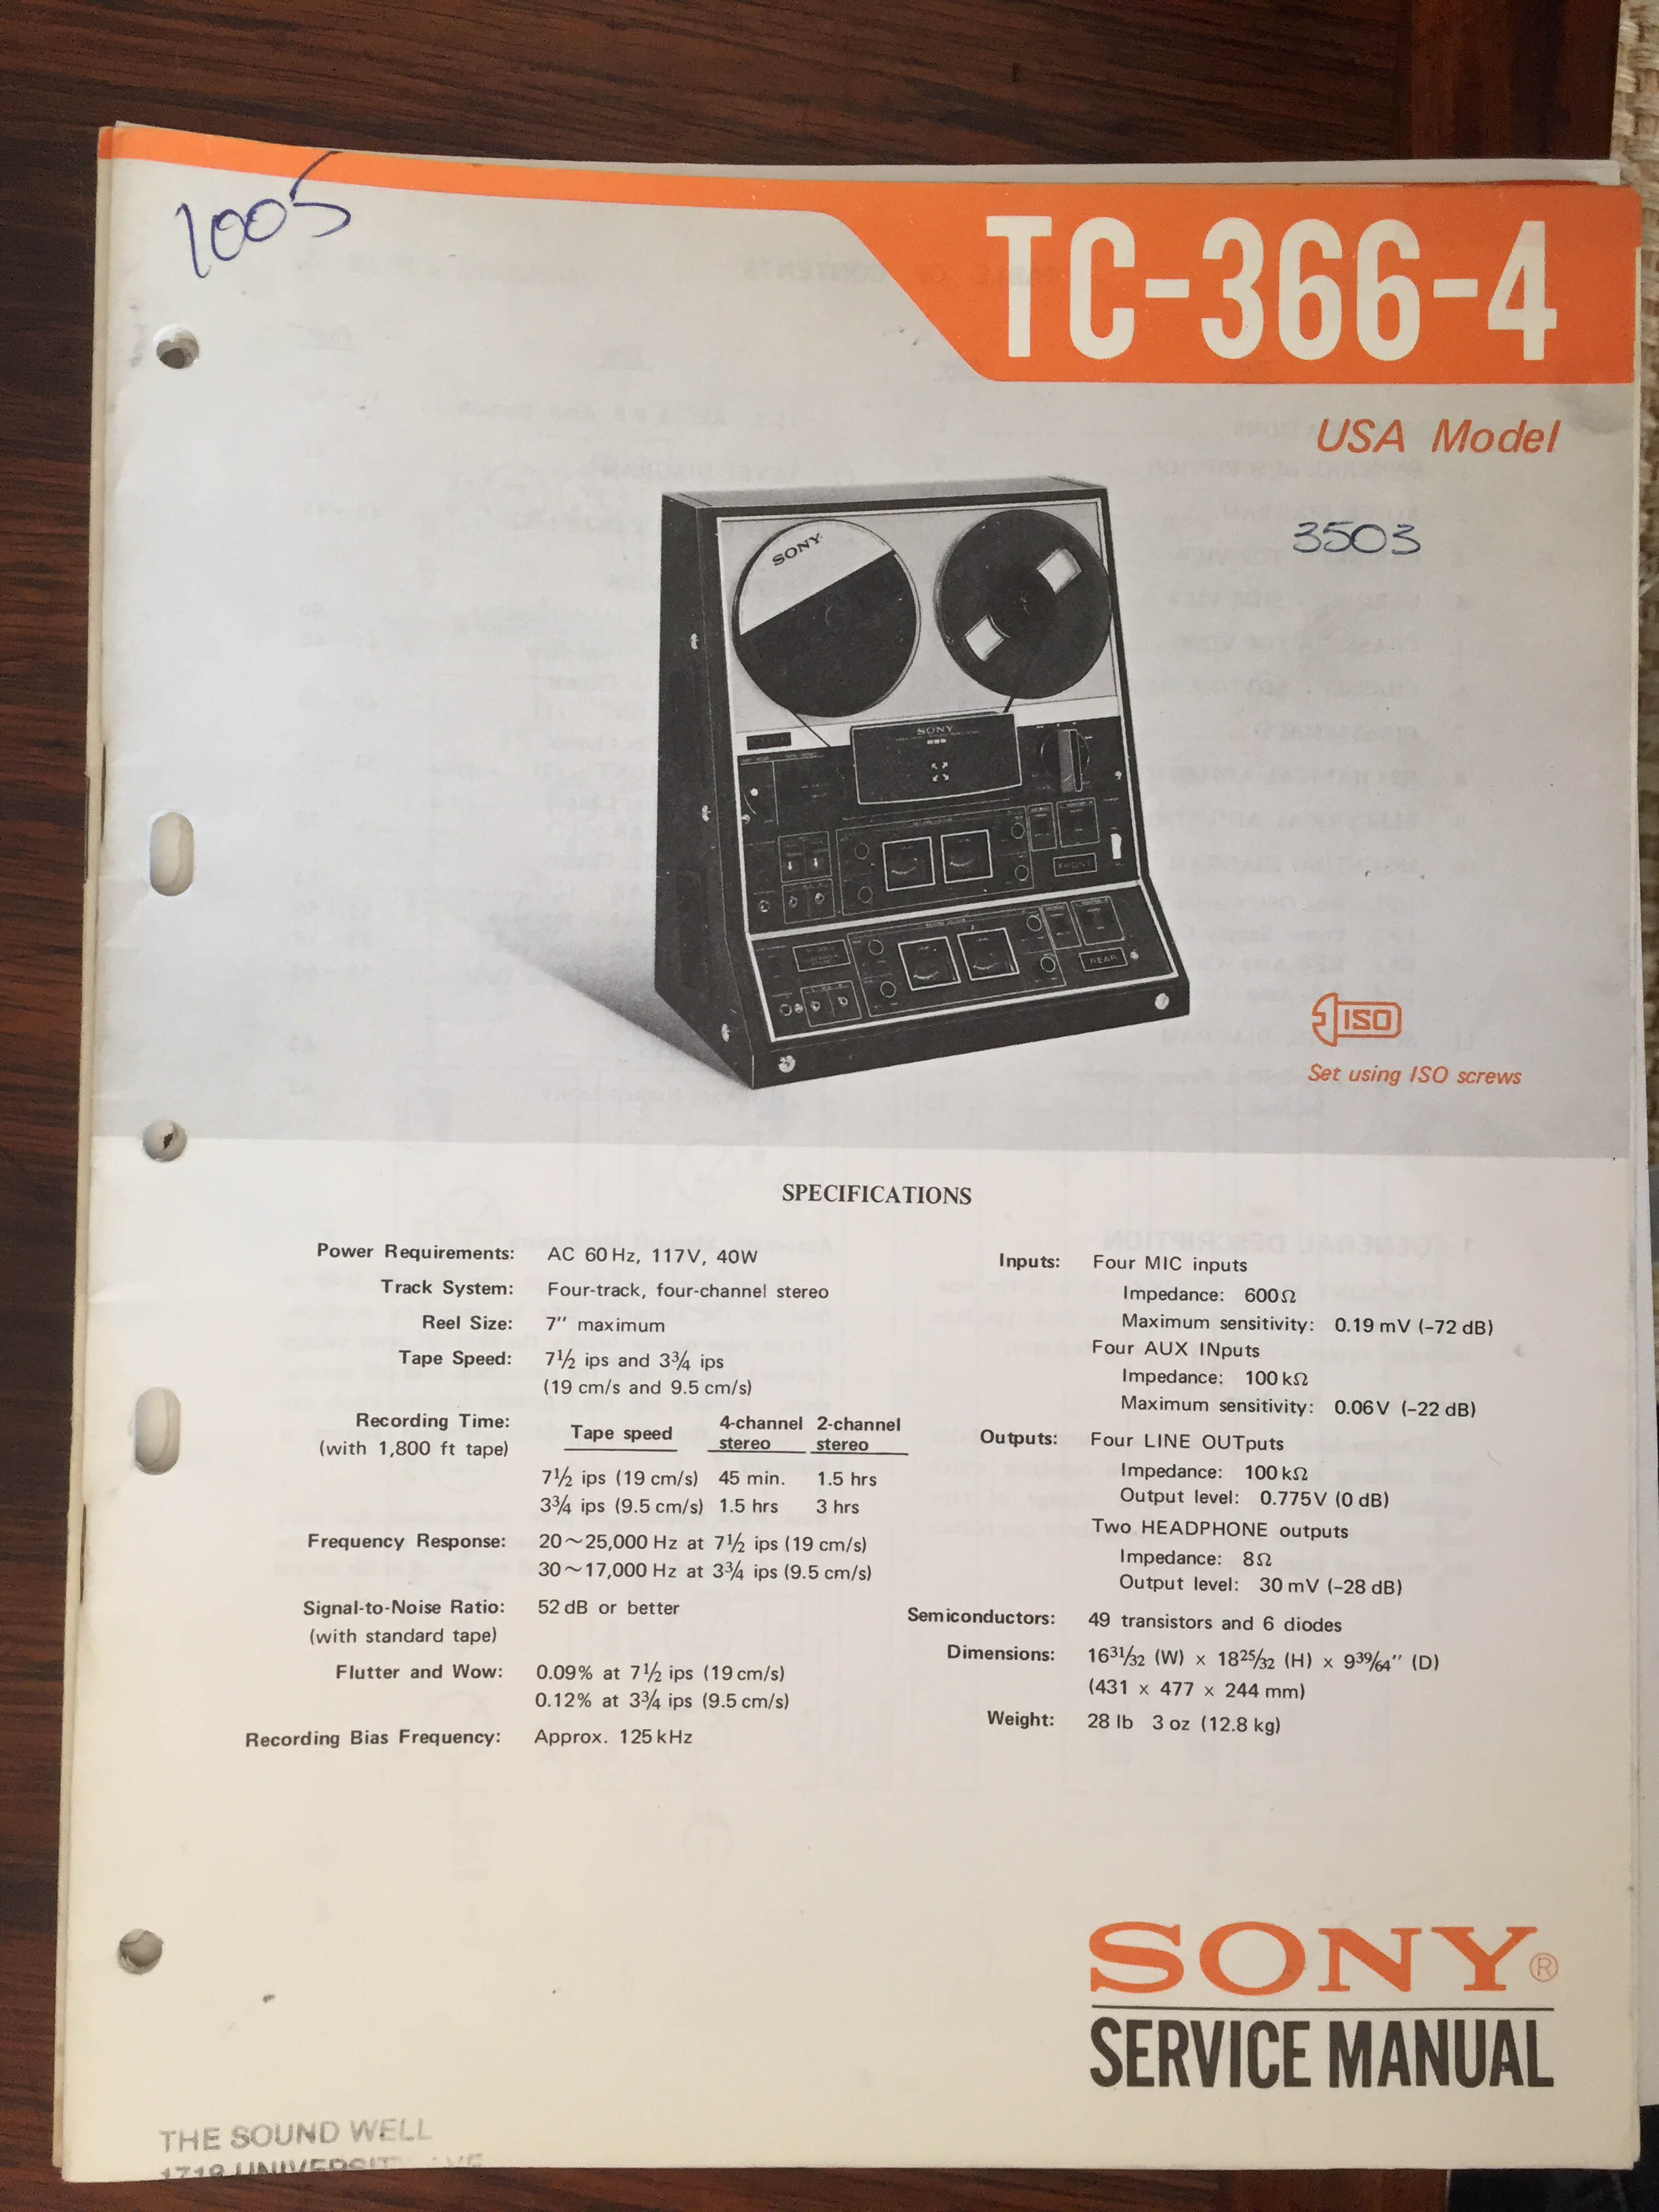 1005
TC-366-4
USA Model
3503
SONY
SONY
FRONT
REAR
ISO
Set using ISO screws
SPECIFICATIONS
Power Requirements: AC 60 Hz, 117V, 40W
Track System: Four-track, four-channel stereo
Reel Size: 7" maximum
Tape Speed: 7½ ips and 3¾ ips
(19 cm/s and 9.5 cm/s)
Recording Time: Tape speed 4-channel stereo 2-channel stereo
(with 1,800 ft tape)
7½ ips (19 cm/s) 45 min. 1.5 hrs
3¾ ips (9.5 cm/s) 1.5 hrs 3 hrs
Frequency Response: 20~25,000 Hz at 7½ ips (19 cm/s)
30~17,000 Hz at 3¾ ips (9.5 cm/s)
Signal-to-Noise Ratio: 52 dB or better
(with standard tape)
Flutter and Wow: 0.09% at 7½ ips (19 cm/s)
0.12% at 3¾ ips (9.5 cm/s)
Recording Bias Frequency: Approx. 125 kHz
Inputs: Four MIC inputs
Impedance: 600Ω
Maximum sensitivity: 0.19 mV (-72 dB)
Four AUX INputs
Impedance: 100 kΩ
Maximum sensitivity: 0.06V (-22 dB)
Outputs: Four LINE OUTputs
Impedance: 100 kΩ
Output level: 0.775V (0 dB)
Two HEADPHONE outputs
Impedance: 8Ω
Output level: 30 mV (-28 dB)
Semiconductors: 49 transistors and 6 diodes
Dimensions: 16 31/32 (W) x 18 25/32 (H) x 9 39/64" (D)
(431 x 477 x 244 mm)
Weight: 28 lb 3 oz (12.8 kg)
SONY®
SERVICE MANUAL
THE SOUND WELL
1718 UNIVERSITY AVE